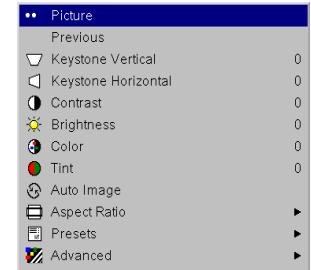 Picture
Previous
Keystone Vertical 0
Keystone Horizontal 0
Contrast 0
Brightness 0
Color 0
Tint 0
Auto Image
Aspect Ratio
Presets
Advanced